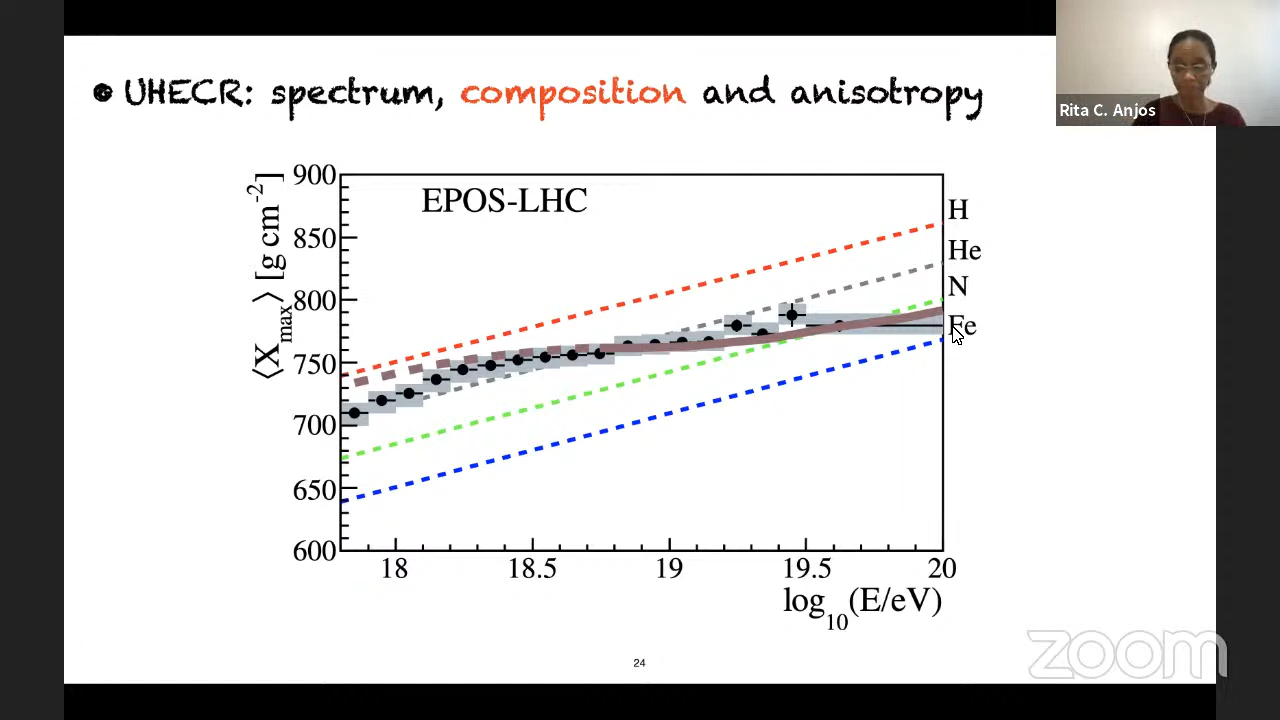 UHECR: spectrum, composition and anisotropy
Rita C. Anjos
EPOS-LHC
⟨X_max⟩ [g cm⁻²]
900
850
800
750
700
650
600
H
He
N
Fe
18
18.5
19
19.5
20
log₁₀(E/eV)
24
zoom